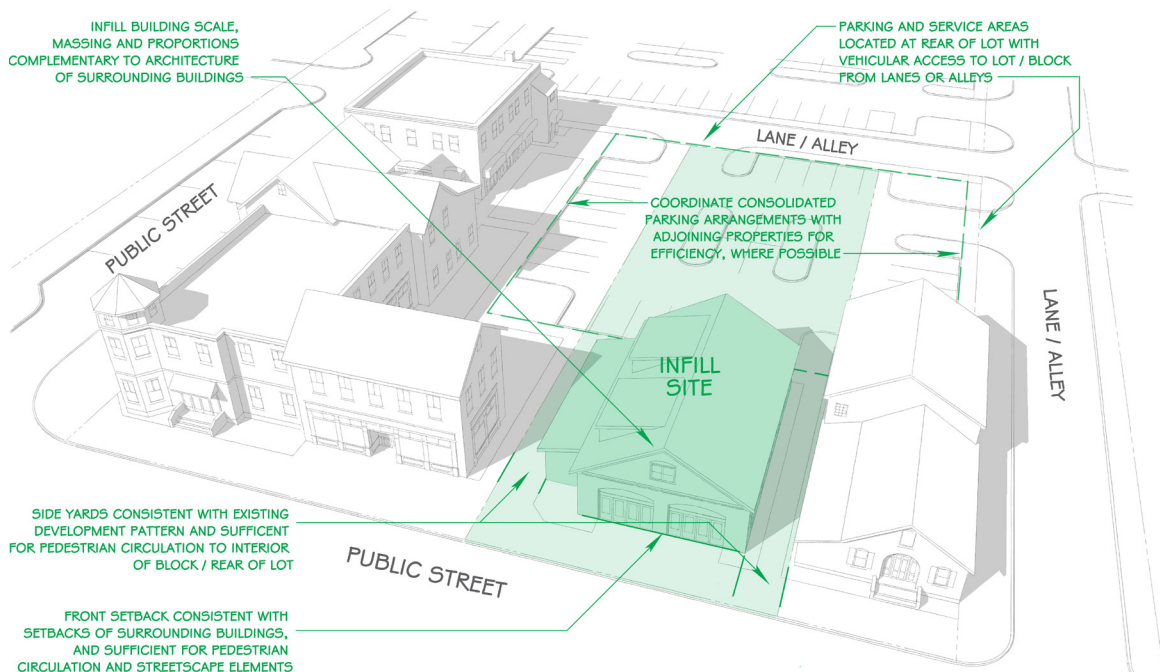 INFILL BUILDING SCALE,
MASSING AND PROPORTIONS
COMPLEMENTARY TO ARCHITECTURE
OF SURROUNDING BUILDINGS
PARKING AND SERVICE AREAS
LOCATED AT REAR OF LOT WITH
VEHICULAR ACCESS TO LOT / BLOCK
FROM LANES OR ALLEYS
LANE / ALLEY
PUBLIC STREET
COORDINATE CONSOLIDATED
PARKING ARRANGEMENTS WITH
ADJOINING PROPERTIES FOR
EFFICIENCY, WHERE POSSIBLE
LANE / ALLEY
INFILL
SITE
SIDE YARDS CONSISTENT WITH EXISTING
DEVELOPMENT PATTERN AND SUFFICENT
FOR PEDESTRIAN CIRCULATION TO INTERIOR
OF BLOCK / REAR OF LOT
PUBLIC STREET
FRONT SETBACK CONSISTENT WITH
SETBACKS OF SURROUNDING BUILDINGS,
AND SUFFICIENT FOR PEDESTRIAN
CIRCULATION AND STREETSCAPE ELEMENTS